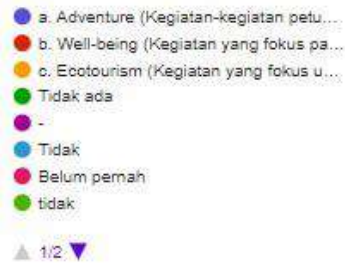 a. Adventure (Kegiatan-kegiatan petu...
b. Well-being (Kegiatan yang fokus pa...
c. Ecotourism (Kegiatan yang fokus u...
Tidak ada
-
Tidak
Belum pernah
tidak
1/2